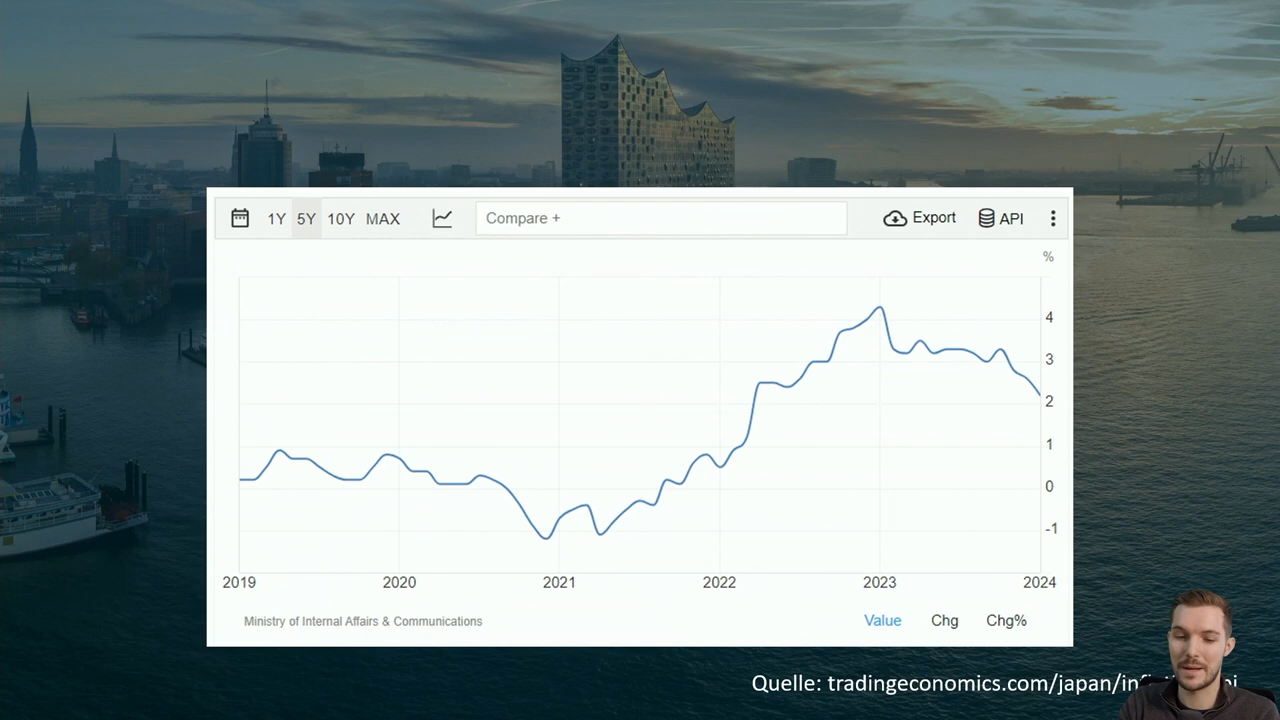 1Y 5Y 10Y MAX Compare + Export API
%
4
3
2
1
0
-1
2019 2020 2021 2022 2023 2024
Ministry of Internal Affairs & Communications Value Chg Chg%
Quelle: tradingeconomics.com/japan/